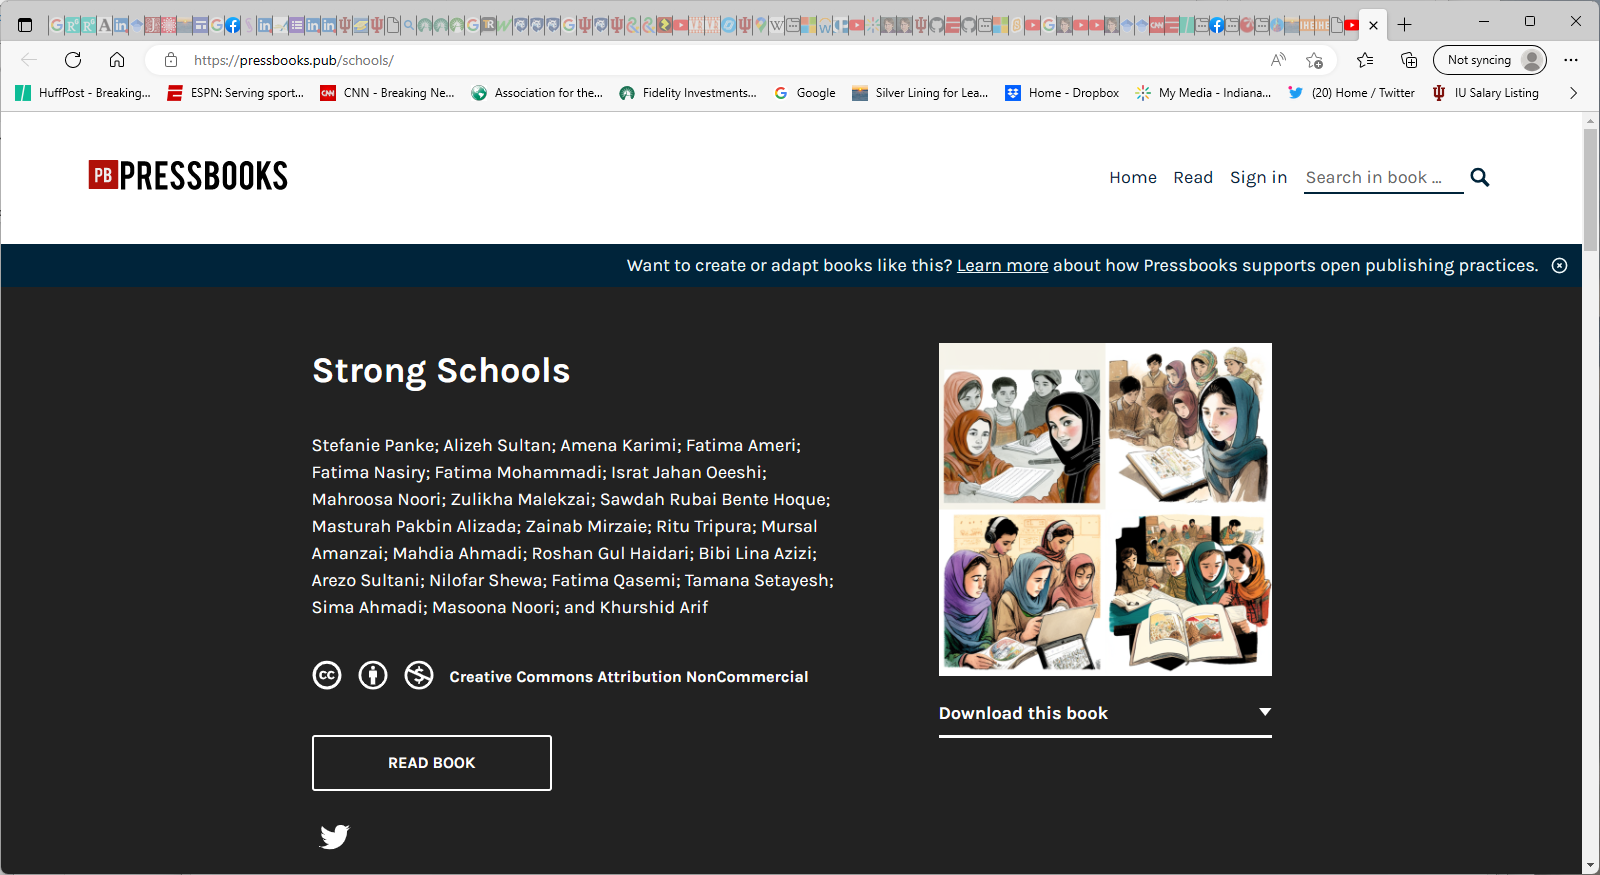 https://pressbooks.pub/schools/
Not syncing
HuffPost - Breaking...
ESPN: Serving sport...
CNN - Breaking Ne...
Association for the...
Fidelity Investments...
Google
Silver Lining for Lea...
Home - Dropbox
My Media - Indiana...
(20) Home / Twitter
IU Salary Listing
PB PRESSBOOKS
Home Read Sign in Search in book ...
Want to create or adapt books like this? Learn more about how Pressbooks supports open publishing practices.
Strong Schools
Stefanie Panke; Alizeh Sultan; Amena Karimi; Fatima Ameri;
Fatima Nasiry; Fatima Mohammadi; Israt Jahan Oeeshi;
Mahroosa Noori; Zulikha Malekzai; Sawdah Rubai Bente Hoque;
Masturah Pakbin Alizada; Zainab Mirzaie; Ritu Tripura; Mursal
Amanzai; Mahdia Ahmadi; Roshan Gul Haidari; Bibi Lina Azizi;
Arezo Sultani; Nilofar Shewa; Fatima Qasemi; Tamana Setayesh;
Sima Ahmadi; Masoona Noori; and Khurshid Arif
Creative Commons Attribution NonCommercial
READ BOOK
Download this book